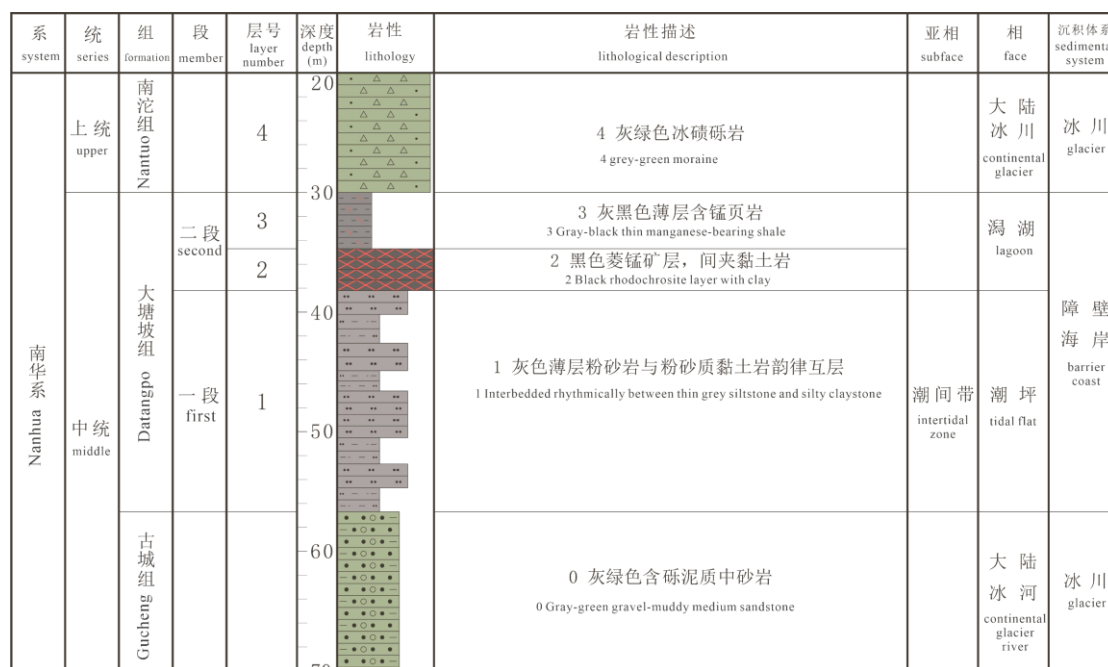 系
system
统
series
组
formation
段
member
层号
layer
number
深度
depth
(m)
岩性
lithology
岩性描述
lithological description
亚相
subface
相
face
沉积体系
sedimenta
system
南华系
Nanhua
上统
upper
中统
middle
南沱组
Nantuo
大塘坡组
Datangpo
古城组
Gucheng
二段
second
一段
first
4
3
2
1
20
30
40
50
60
4 灰绿色冰碛砾岩
4 grey-green moraine
3 灰黑色薄层含锰页岩
3 Gray-black thin manganese-bearing shale
2 黑色菱锰矿层，间夹黏土岩
2 Black rhodochrosite layer with clay
1 灰色薄层粉砂岩与粉砂质黏土岩韵律互层
1 Interbedded rhythmically between thin grey siltstone and silty claystone
0 灰绿色含砾泥质中砂岩
0 Gray-green gravel-muddy medium sandstone
潮间带
intertidal
zone
大陆
冰川
continental
glacier
潟湖
lagoon
潮坪
tidal flat
大陆
冰河
continental
glacier
river
冰川
glacier
障壁
海岸
barrier
coast
冰川
glacier